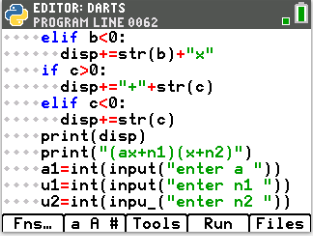 EDITOR: DARTS
PROGRAM LINE 0062
elif b<0:
disp+=str(b)+"x"
if c>0:
disp+="+"+str(c)
elif c<0:
disp+=str(c)
print(disp)
print("(ax+n1)(x+n2)")
a1=int(input("enter a "))
u1=int(input("enter n1 "))
u2=int(inpu_("enter n2 "))
Fns… a A # Tools Run Files